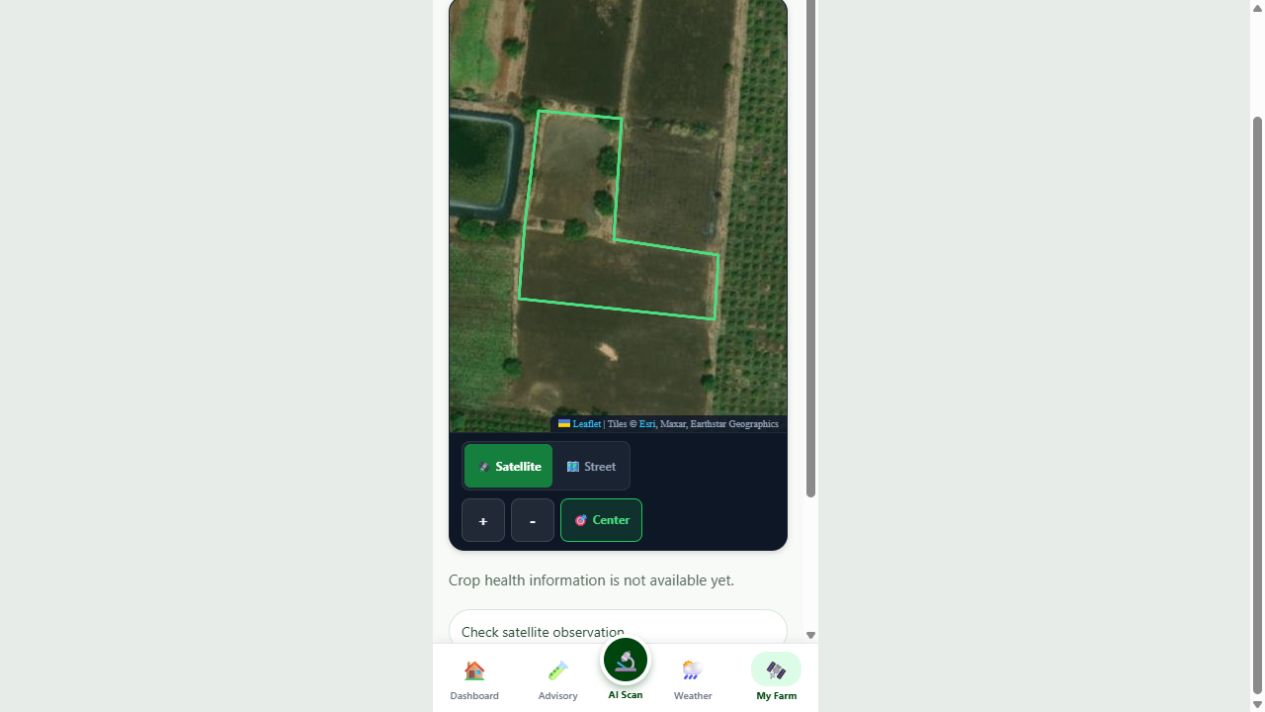 Leaflet | Tiles © Esri, Maxar, Earthstar Geographics
Satellite
Street
+
-
Center
Crop health information is not available yet.
Check satellite observation
Dashboard
Advisory
AI Scan
Weather
My Farm